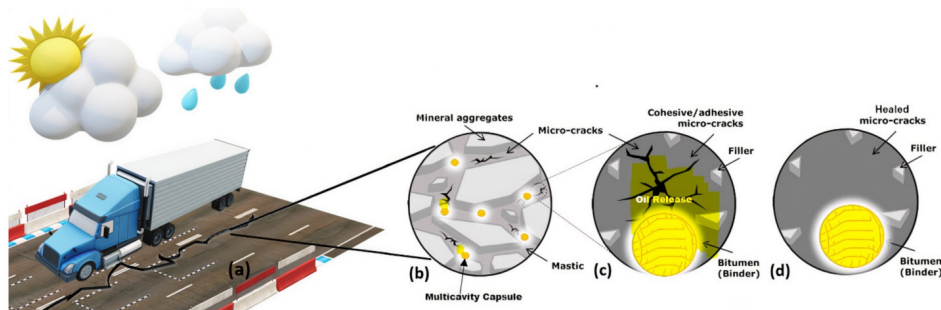 (a)
Mineral aggregates
Micro-cracks
(b)
Mastic
Multicavity Capsule
Cohesive/adhesive
micro-cracks
Filler
Oil Release
(c)
Bitumen
(Binder)
Healed
micro-cracks
Filler
(d)
Bitumen
(Binder)